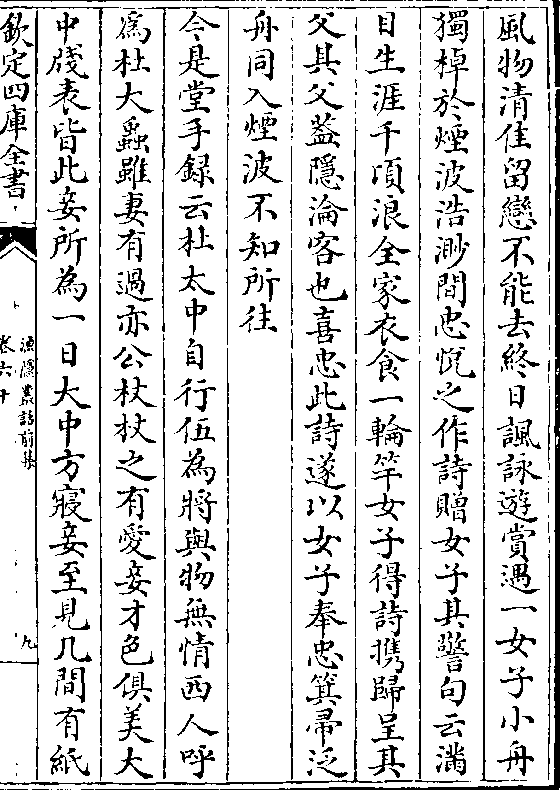 風物清佳留戀不能去終日諷詠遊賞遇一女子小舟
獨棹於煙波浩渺間忠悅之作詩贈女子其警句云滿
目生涯千頃浪全家衣食一輪竿女子得詩携歸呈其
父其父葢隱淪客也喜忠此詩遂以女子奉忠箕帚泛
舟同入煙波不知所往
今是堂手録云杜太中自行伍為將與物無情西人呼
為杜大蟲雖妻有過亦公杖杖之有愛妾才色俱美大
中牋表皆此妾所為一日大中方寢妾至見几間有紙
欽定四庫全書
漁隱叢話前集
卷六十
九